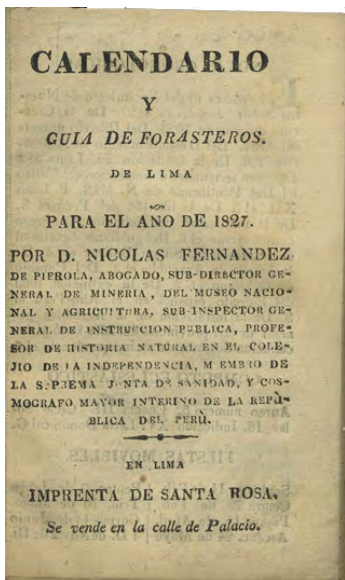 CALENDARIO
Y
GUIA DE FORASTEROS.
DE LIMA
PARA EL ANO DE 1827.
POR D. NICOLAS FERNANDEZ
DE PIEROLA, ABOGADO, SUB-DIRECTOR GE-
NERAL DE MINERIA, DEL MUSEO NACIO-
NAL Y AGRICULTURA, SUB-INSPECTOR GE-
NERAL DE INSTRUCCION PUBLICA, PROFE-
SOR DE HISTORIA NATURAL EN EL COLE-
JIO DE LA INDEPENDENCIA, MIEMBRO DE
LA SUPREMA JUNTA DE SANIDAD, Y COS-
MOGRAFO MAYOR INTERINO DE LA REPÙ-
BLICA DEL PERÙ.
EN LIMA
IMPRENTA DE SANTA ROSA.
Se vende en la calle de Palacio.